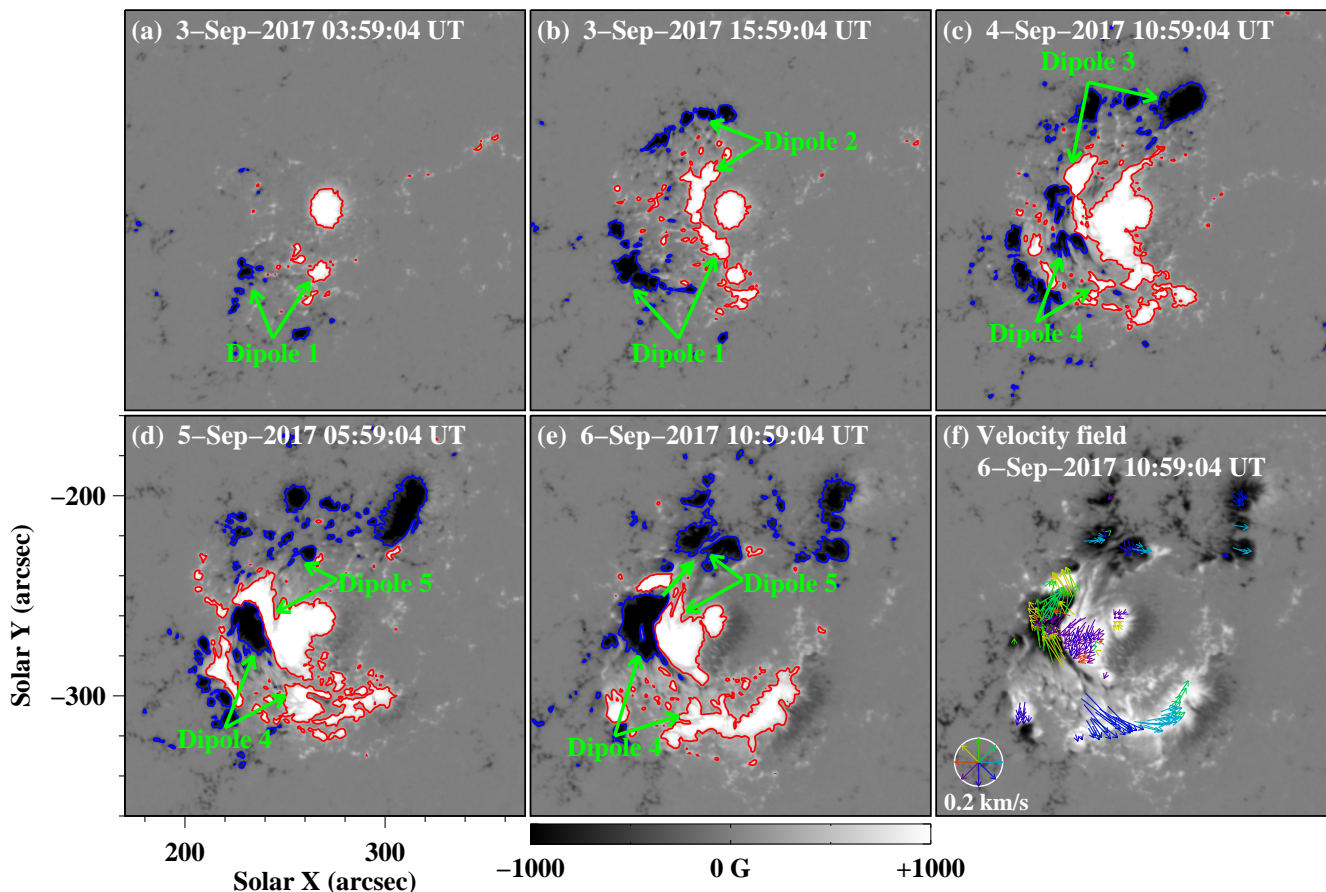 (a) 3−Sep−2017 03:59:04 UT
(b) 3−Sep−2017 15:59:04 UT
(c) 4−Sep−2017 10:59:04 UT
Dipole 3
Dipole 2
Dipole 1
Dipole 1
Dipole 4
(d) 5−Sep−2017 05:59:04 UT
(e) 6−Sep−2017 10:59:04 UT
(f) Velocity field
6−Sep−2017 10:59:04 UT
−200
−300
Solar Y (arcsec)
Dipole 5
Dipole 5
Dipole 4
Dipole 4
0.2 km/s
200
300
Solar X (arcsec)
−1000
0 G
+1000